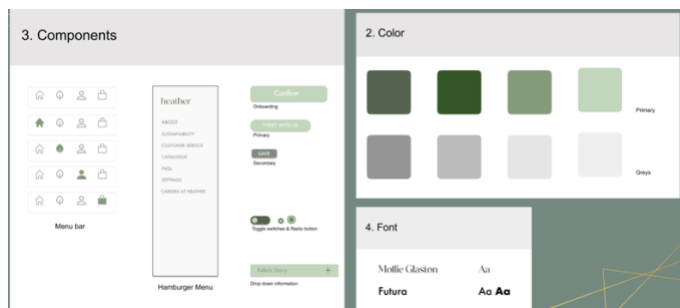 3. Components
Menu bar
heather
ABOUT
SUSTAINABILITY
CUSTOMER SERVICE
CATALOGUE
FAQs
SETTINGS
CAREERS AT HEATHER
Hamburger Menu
Confirm
Onboarding
Primary
SAVE
Secondary
Toggle switches & Radio button
Fabric Story +
Drop down information
2. Color
Primary
Greys
4. Font
Mollie Glaston Aa
Futura Aa Aa